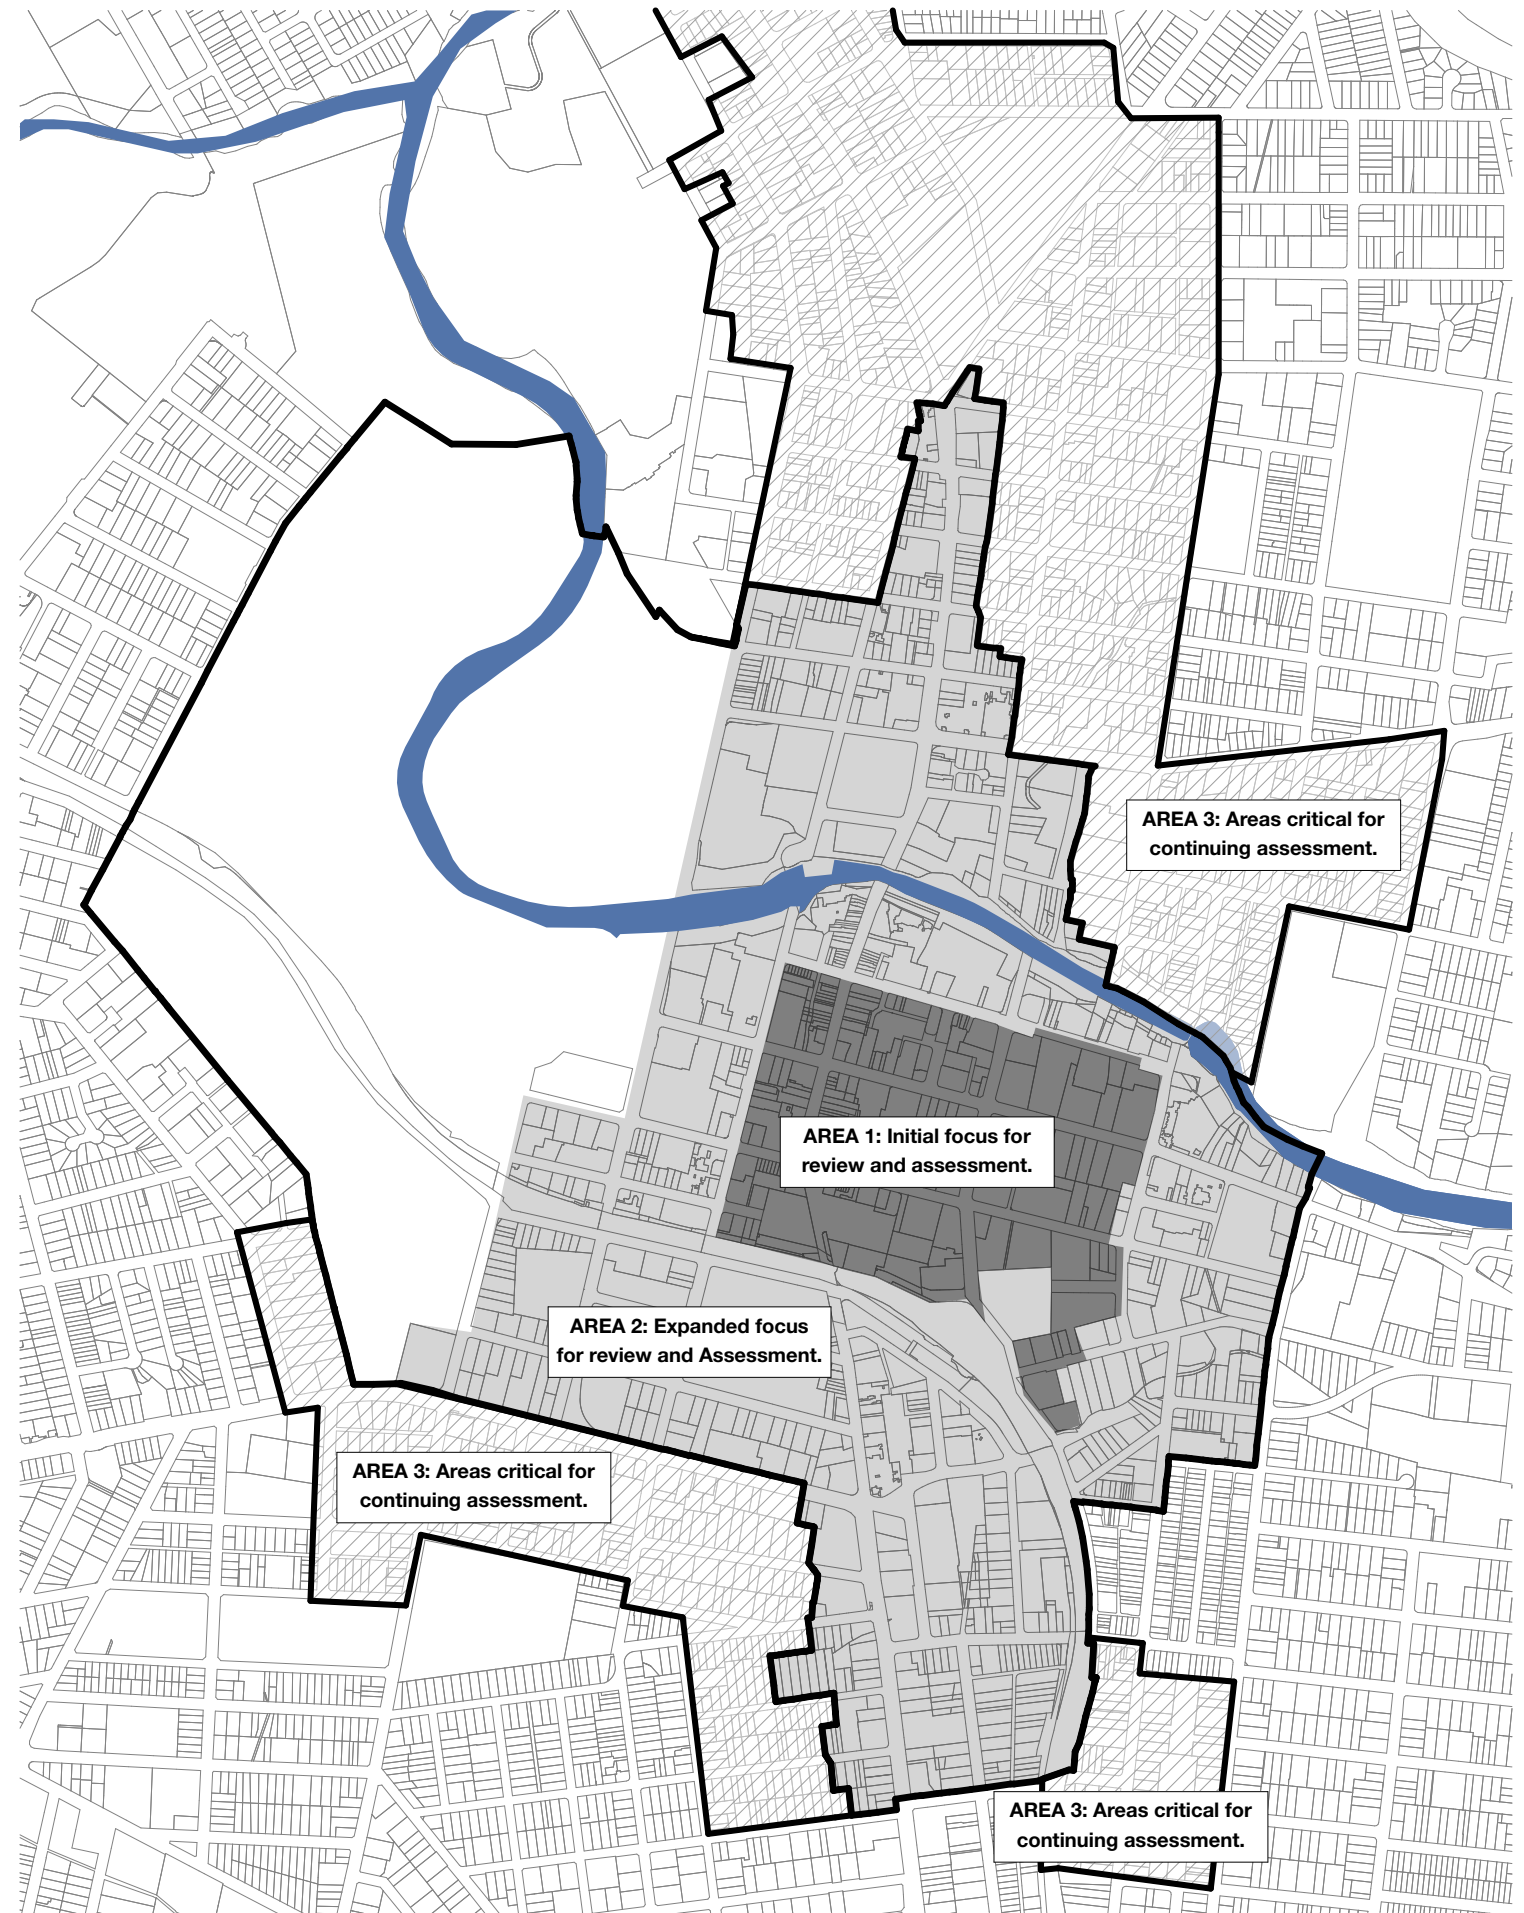 AREA 3: Areas critical for
continuing assessment.
AREA 1: Initial focus for
review and assessment.
AREA 2: Expanded focus
for review and Assessment.
AREA 3: Areas critical for
continuing assessment.
AREA 3: Areas critical for
continuing assessment.